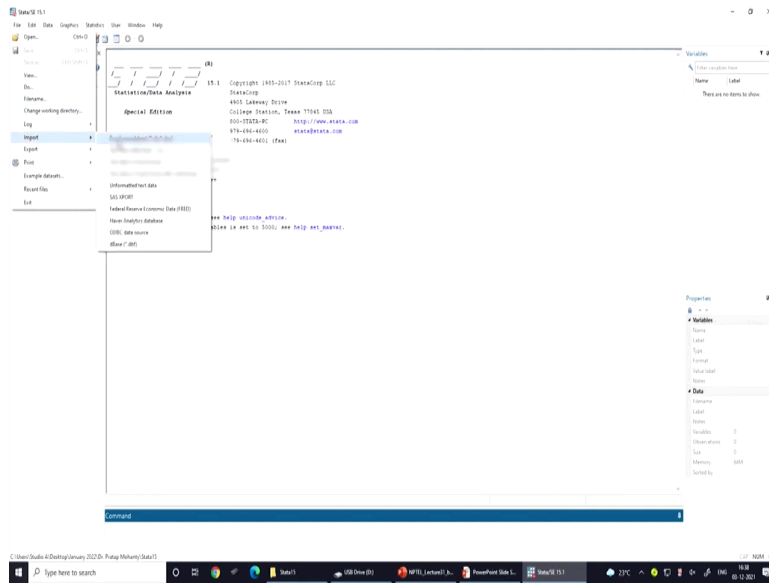 Stata/SE 15.1
File Edit Data Graphics Statistics User Window Help
Open... Ctrl+O
Save Ctrl+S
View...
Do...
Filename...
Change working directory...
Log
Import
Export
Print
Example datasets...
Recent files
Exit
Unformatted text data
SAS XPORT
Federal Reserve Economic Data (FRED)
Haver Analytics database
ODBC data source
dBase (*.dbf)
(R)
15.1 Copyright 1985-2017 StataCorp LLC
Statistics/Data Analysis StataCorp
4905 Lakeway Drive
Special Edition College Station, Texas 77845 USA
800-STATA-PC http://www.stata.com
979-696-4600 stata@stata.com
979-696-4601 (fax)
see help unicode_advice.
ables is set to 5000; see help set_maxvar.
Command
Variables
Filter variables here
Name Label
There are no items to show
Properties
Variables
Name
Label
Type
Format
Value label
Notes
Data
Filename
Label
Notes
Variables 0
Observations 0
Size 0
Memory
Sorted by
C:\Users\Studio A\Desktop\January 2022\Dr. Pratap Mohanty\Stata15
CAP NUM
Type here to search
Stata15
USB Drive (D:)
NPTEL_Lecture31_b...
PowerPoint Slide S...
Stata/SE 15.1
23°C
ENG
16:38
03-12-2021